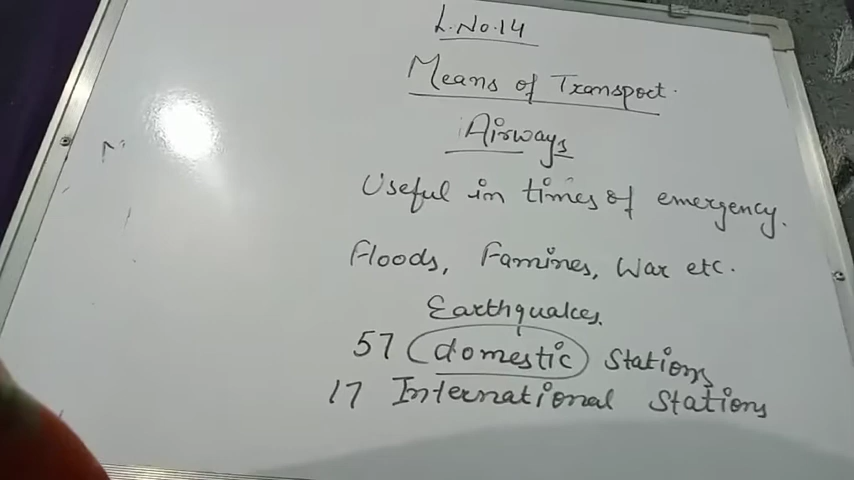 L.No.14
Means of Transport.
Airways
Useful in times of emergency.
Floods, Famines, War etc.
Earthquakes.
57 domestic Stations
17 International Stations